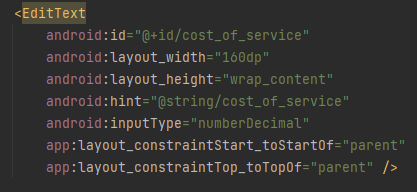 <EditText
android:id="@+id/cost_of_service"
android:layout_width="160dp"
android:layout_height="wrap_content"
android:hint="@string/cost_of_service"
android:inputType="numberDecimal"
app:layout_constraintStart_toStartOf="parent"
app:layout_constraintTop_toTopOf="parent" />